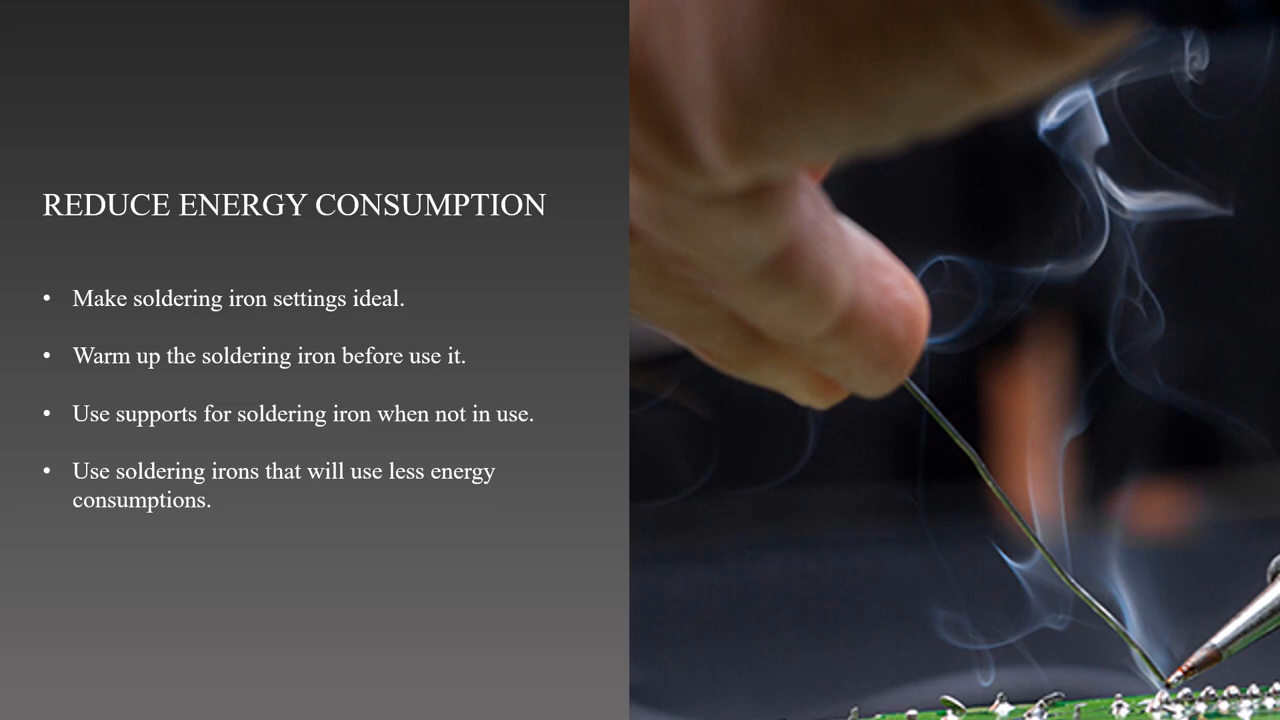 REDUCE ENERGY CONSUMPTION
• Make soldering iron settings ideal.
• Warm up the soldering iron before use it.
• Use supports for soldering iron when not in use.
• Use soldering irons that will use less energy
consumptions.